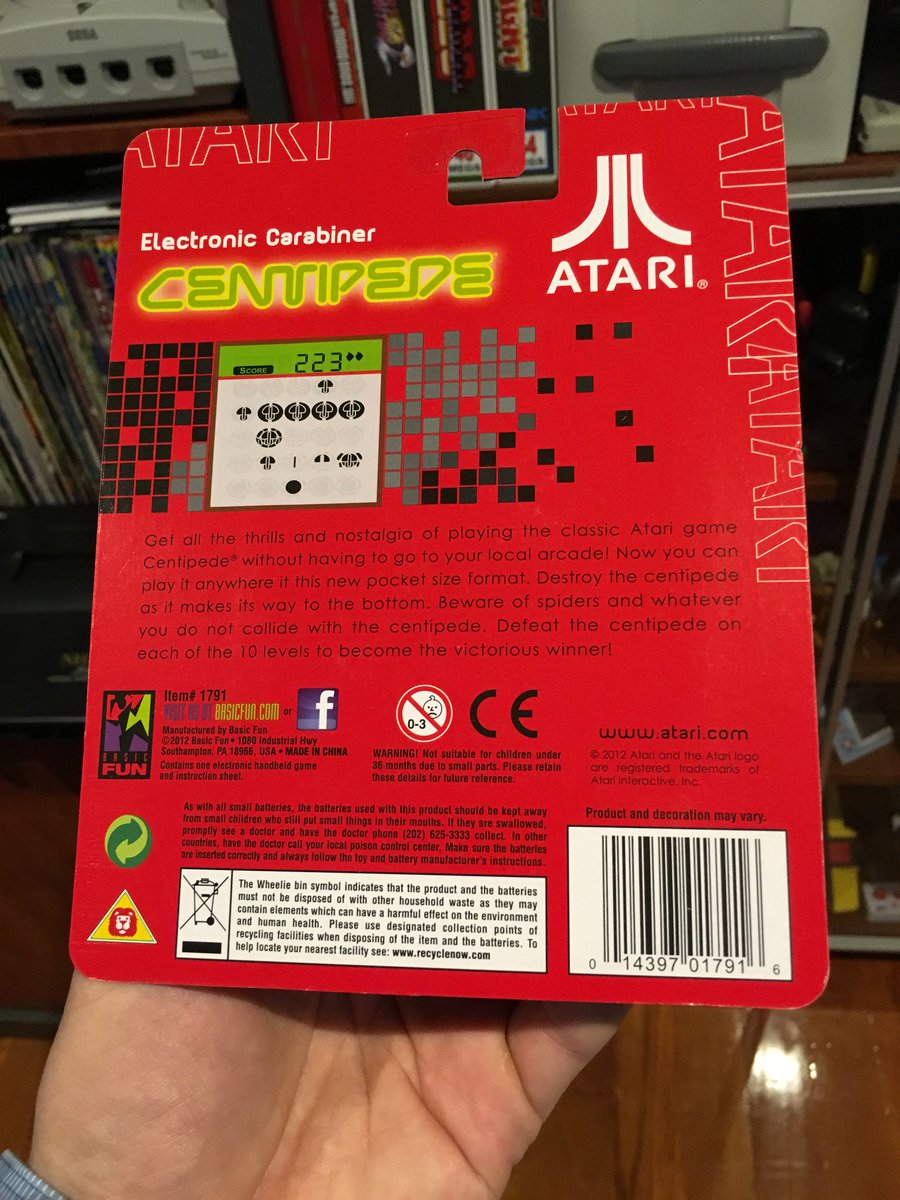 SEGA
ATARI
ATARI
ATARI
ATARI
ATARI
Electronic Carabiner
CENTIPEDE
ATARI®
SCORE 223
Get all the thrills and nostalgia of playing the classic Atari game
Centipede® without having to go to your local arcade! Now you can
play it anywhere it this new pocket size format. Destroy the centipede
as it makes its way to the bottom. Beware of spiders and whatever
you do not collide with the centipede. Defeat the centipede on
each of the 10 levels to become the victorious winner!
BASIC
FUN
Item# 1791
VISIT US AT BASICFUN.COM or f
Manufactured by Basic Fun
©2012 Basic Fun • 1080 Industrial Hwy
Southampton, PA 18966, USA • MADE IN CHINA
Contains one electronic handheld game
and instruction sheet.
0-3
CE
WARNING! Not suitable for children under
36 months due to small parts. Please retain
these details for future reference.
www.atari.com
© 2012 Atari and the Atari logo
are registered trademarks of
Atari Interactive, Inc.
As with all small batteries, the batteries used with this product should be kept away
from small children who still put small things in their mouths. If they are swallowed,
promptly see a doctor and have the doctor phone (202) 625-3333 collect. In other
countries, have the doctor call your local poison control center. Make sure the batteries
are inserted correctly and always follow the toy and battery manufacturer's instructions.
Product and decoration may vary.
The Wheelie bin symbol indicates that the product and the batteries
must not be disposed of with other household waste as they may
contain elements which can have a harmful effect on the environment
and human health. Please use designated collection points of
recycling facilities when disposing of the item and the batteries. To
help locate your nearest facility see: www.recyclenow.com
0 14397 01791 6